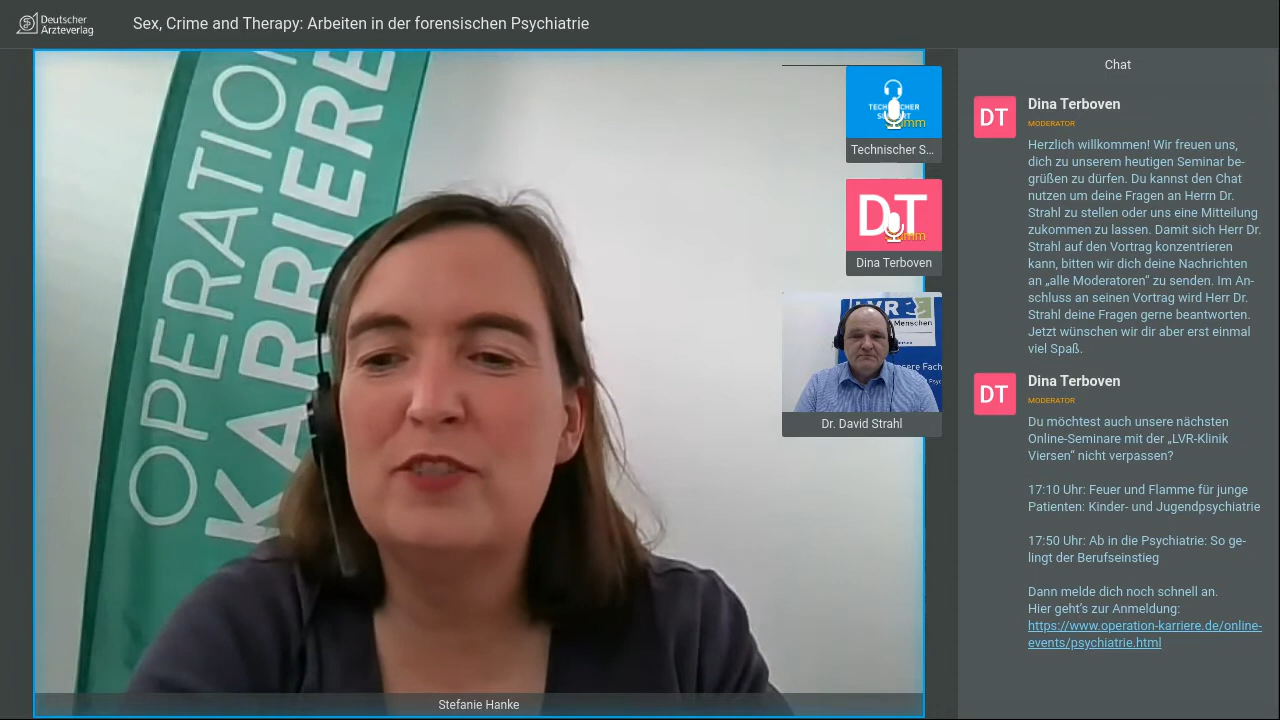 Deutscher
Ärzteverlag
Sex, Crime and Therapy: Arbeiten in der forensischen Psychiatrie
OPERATION
KARRIERE
Technischer S...
DT
Dina Terboven
LVR
Menschen
Dr. David Strahl
Stefanie Hanke
Chat
DT
Dina Terboven
MODERATOR
Herzlich willkommen! Wir freuen uns,
dich zu unserem heutigen Seminar be-
grüßen zu dürfen. Du kannst den Chat
nutzen um deine Fragen an Herrn Dr.
Strahl zu stellen oder uns eine Mitteilung
zukommen zu lassen. Damit sich Herr Dr.
Strahl auf den Vortrag konzentrieren
kann, bitten wir dich deine Nachrichten
an „alle Moderatoren“ zu senden. Im An-
schluss an seinen Vortrag wird Herr Dr.
Strahl deine Fragen gerne beantworten.
Jetzt wünschen wir dir aber erst einmal
viel Spaß.
DT
Dina Terboven
MODERATOR
Du möchtest auch unsere nächsten
Online-Seminare mit der „LVR-Klinik
Viersen“ nicht verpassen?
17:10 Uhr: Feuer und Flamme für junge
Patienten: Kinder- und Jugendpsychiatrie
17:50 Uhr: Ab in die Psychiatrie: So ge-
lingt der Berufseinstieg
Dann melde dich noch schnell an.
Hier geht’s zur Anmeldung:
https://www.operation-karriere.de/online-
events/psychiatrie.html